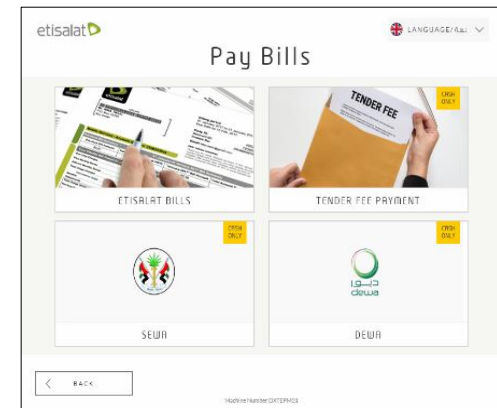 etisalat
LANGUAGE/لغة
Pay Bills
TENDER FEE
CASH
ONLY
ETISALAT BILLS
TENDER FEE PAYMENT
CASH
ONLY
CASH
ONLY
ديوا
dewa
SEWA
DEWA
BACK